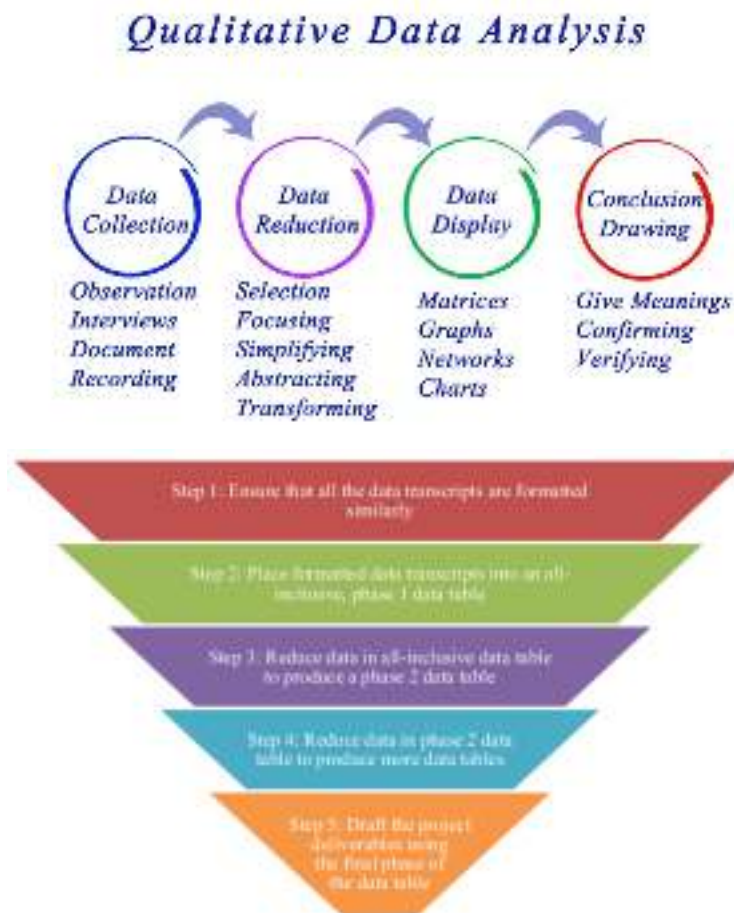 Qualitative Data Analysis
Data
Collection
Observation
Interviews
Document
Recording
Data
Reduction
Selection
Focusing
Simplifying
Abstracting
Transforming
Data
Display
Matrices
Graphs
Networks
Charts
Conclusion
Drawing
Give Meanings
Confirming
Verifying
Step 1: Ensure that all the data transcripts are formatted
similarly
Step 2: Place formatted data transcripts into an all-
inclusive, phase 1 data table
Step 3: Reduce data in all-inclusive data table
to produce a phase 2 data table
Step 4: Reduce data in phase 2 data
table to produce more data tables
Step 5: Draft the project
deliverables using
the final phase of
the data table